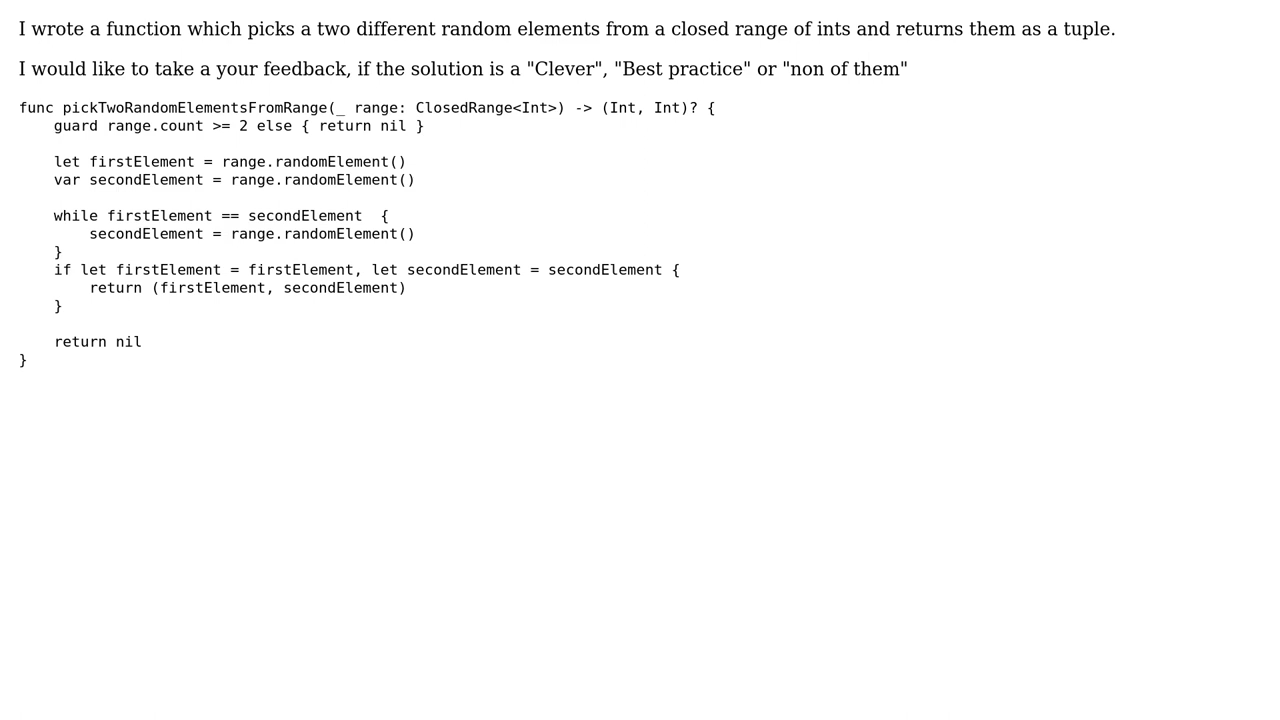 I wrote a function which picks a two different random elements from a closed range of ints and returns them as a tuple.
I would like to take a your feedback, if the solution is a "Clever", "Best practice" or "non of them"
func pickTwoRandomElementsFromRange(_ range: ClosedRange<Int>) -> (Int, Int)? {
    guard range.count >= 2 else { return nil }

    let firstElement = range.randomElement()
    var secondElement = range.randomElement()

    while firstElement == secondElement  {
        secondElement = range.randomElement()
    }
    if let firstElement = firstElement, let secondElement = secondElement {
        return (firstElement, secondElement)
    }

    return nil
}